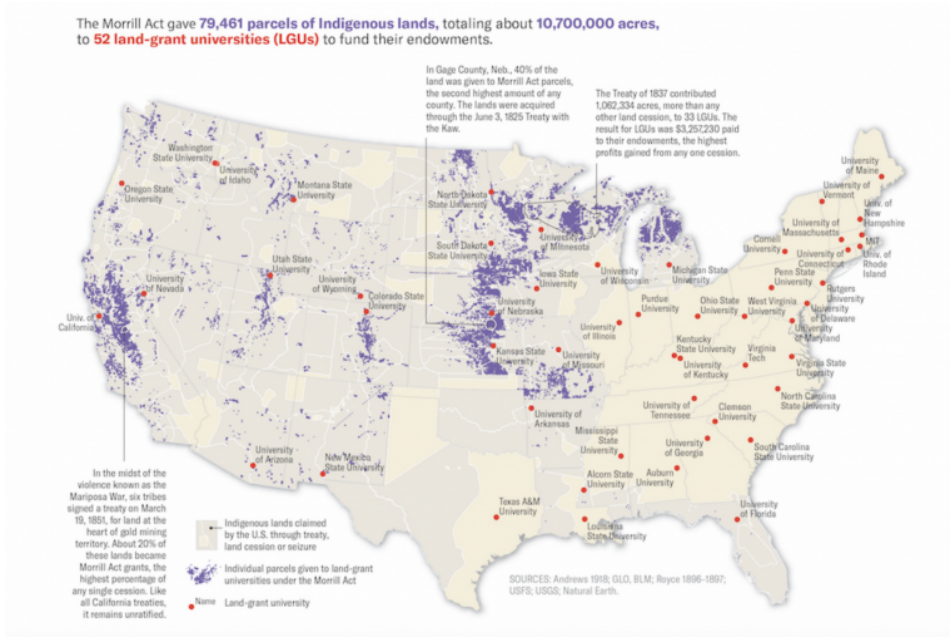 The Morrill Act gave 79,461 parcels of Indigenous lands, totaling about 10,700,000 acres,
to 52 land-grant universities (LGUs) to fund their endowments.
In Gage County, Neb., 40% of the
land was given to Morrill Act parcels,
the second highest amount of any
county. The lands were acquired
through the June 3, 1825 Treaty with
the Kaw.
The Treaty of 1837 contributed
1,062,334 acres, more than any
other land cession, to 33 LGUs. The
result for LGUs was $3,257,230 paid
to their endowments, the highest
profits gained from any one cession.
Washington
State University
University
of Idaho
Oregon State
University
Montana State
University
North Dakota
State University
University
of Minnesota
South Dakota
State University
University
of Maine
University of
Vermont
Univ. of
New
Hampshire
University of
Massachusetts
MIT
Cornell
University
University of
Connecticut
Univ. of
Rhode
Island
Utah State
University
University
of Nevada
University
of Wyoming
Colorado State
University
Iowa State
University
University
of Wisconsin
Michigan State
University
Penn State
University
Rutgers
University
Univ. of
California
University
of Nebraska
Purdue
University
Ohio State
University
West Virginia
University
University
of Delaware
University
of Maryland
University
of Illinois
Kansas State
University
University
of Missouri
Kentucky
State University
University
of Kentucky
Virginia
Tech
Virginia State
University
University of
Arkansas
University of
Tennessee
Clemson
University
North Carolina
State University
Mississippi
State
University
University
of Georgia
South Carolina
State University
University
of Arizona
New Mexico
State University
Alcorn State
University
Auburn
University
Texas A&M
University
Louisiana
State University
University
of Florida
In the midst of the
violence known as the
Mariposa War, six tribes
signed a treaty on March
19, 1851, for land at the
heart of gold mining
territory. About 20% of
these lands became
Morrill Act grants, the
highest percentage of
any single cession. Like
all California treaties,
it remains unratified.
Indigenous lands claimed
by the U.S. through treaty,
land cession or seizure
Individual parcels given to land-grant
universities under the Morrill Act
Name Land-grant university
SOURCES: Andrews 1918; GLO, BLM; Royce 1896-1897;
USFS; USGS; Natural Earth.